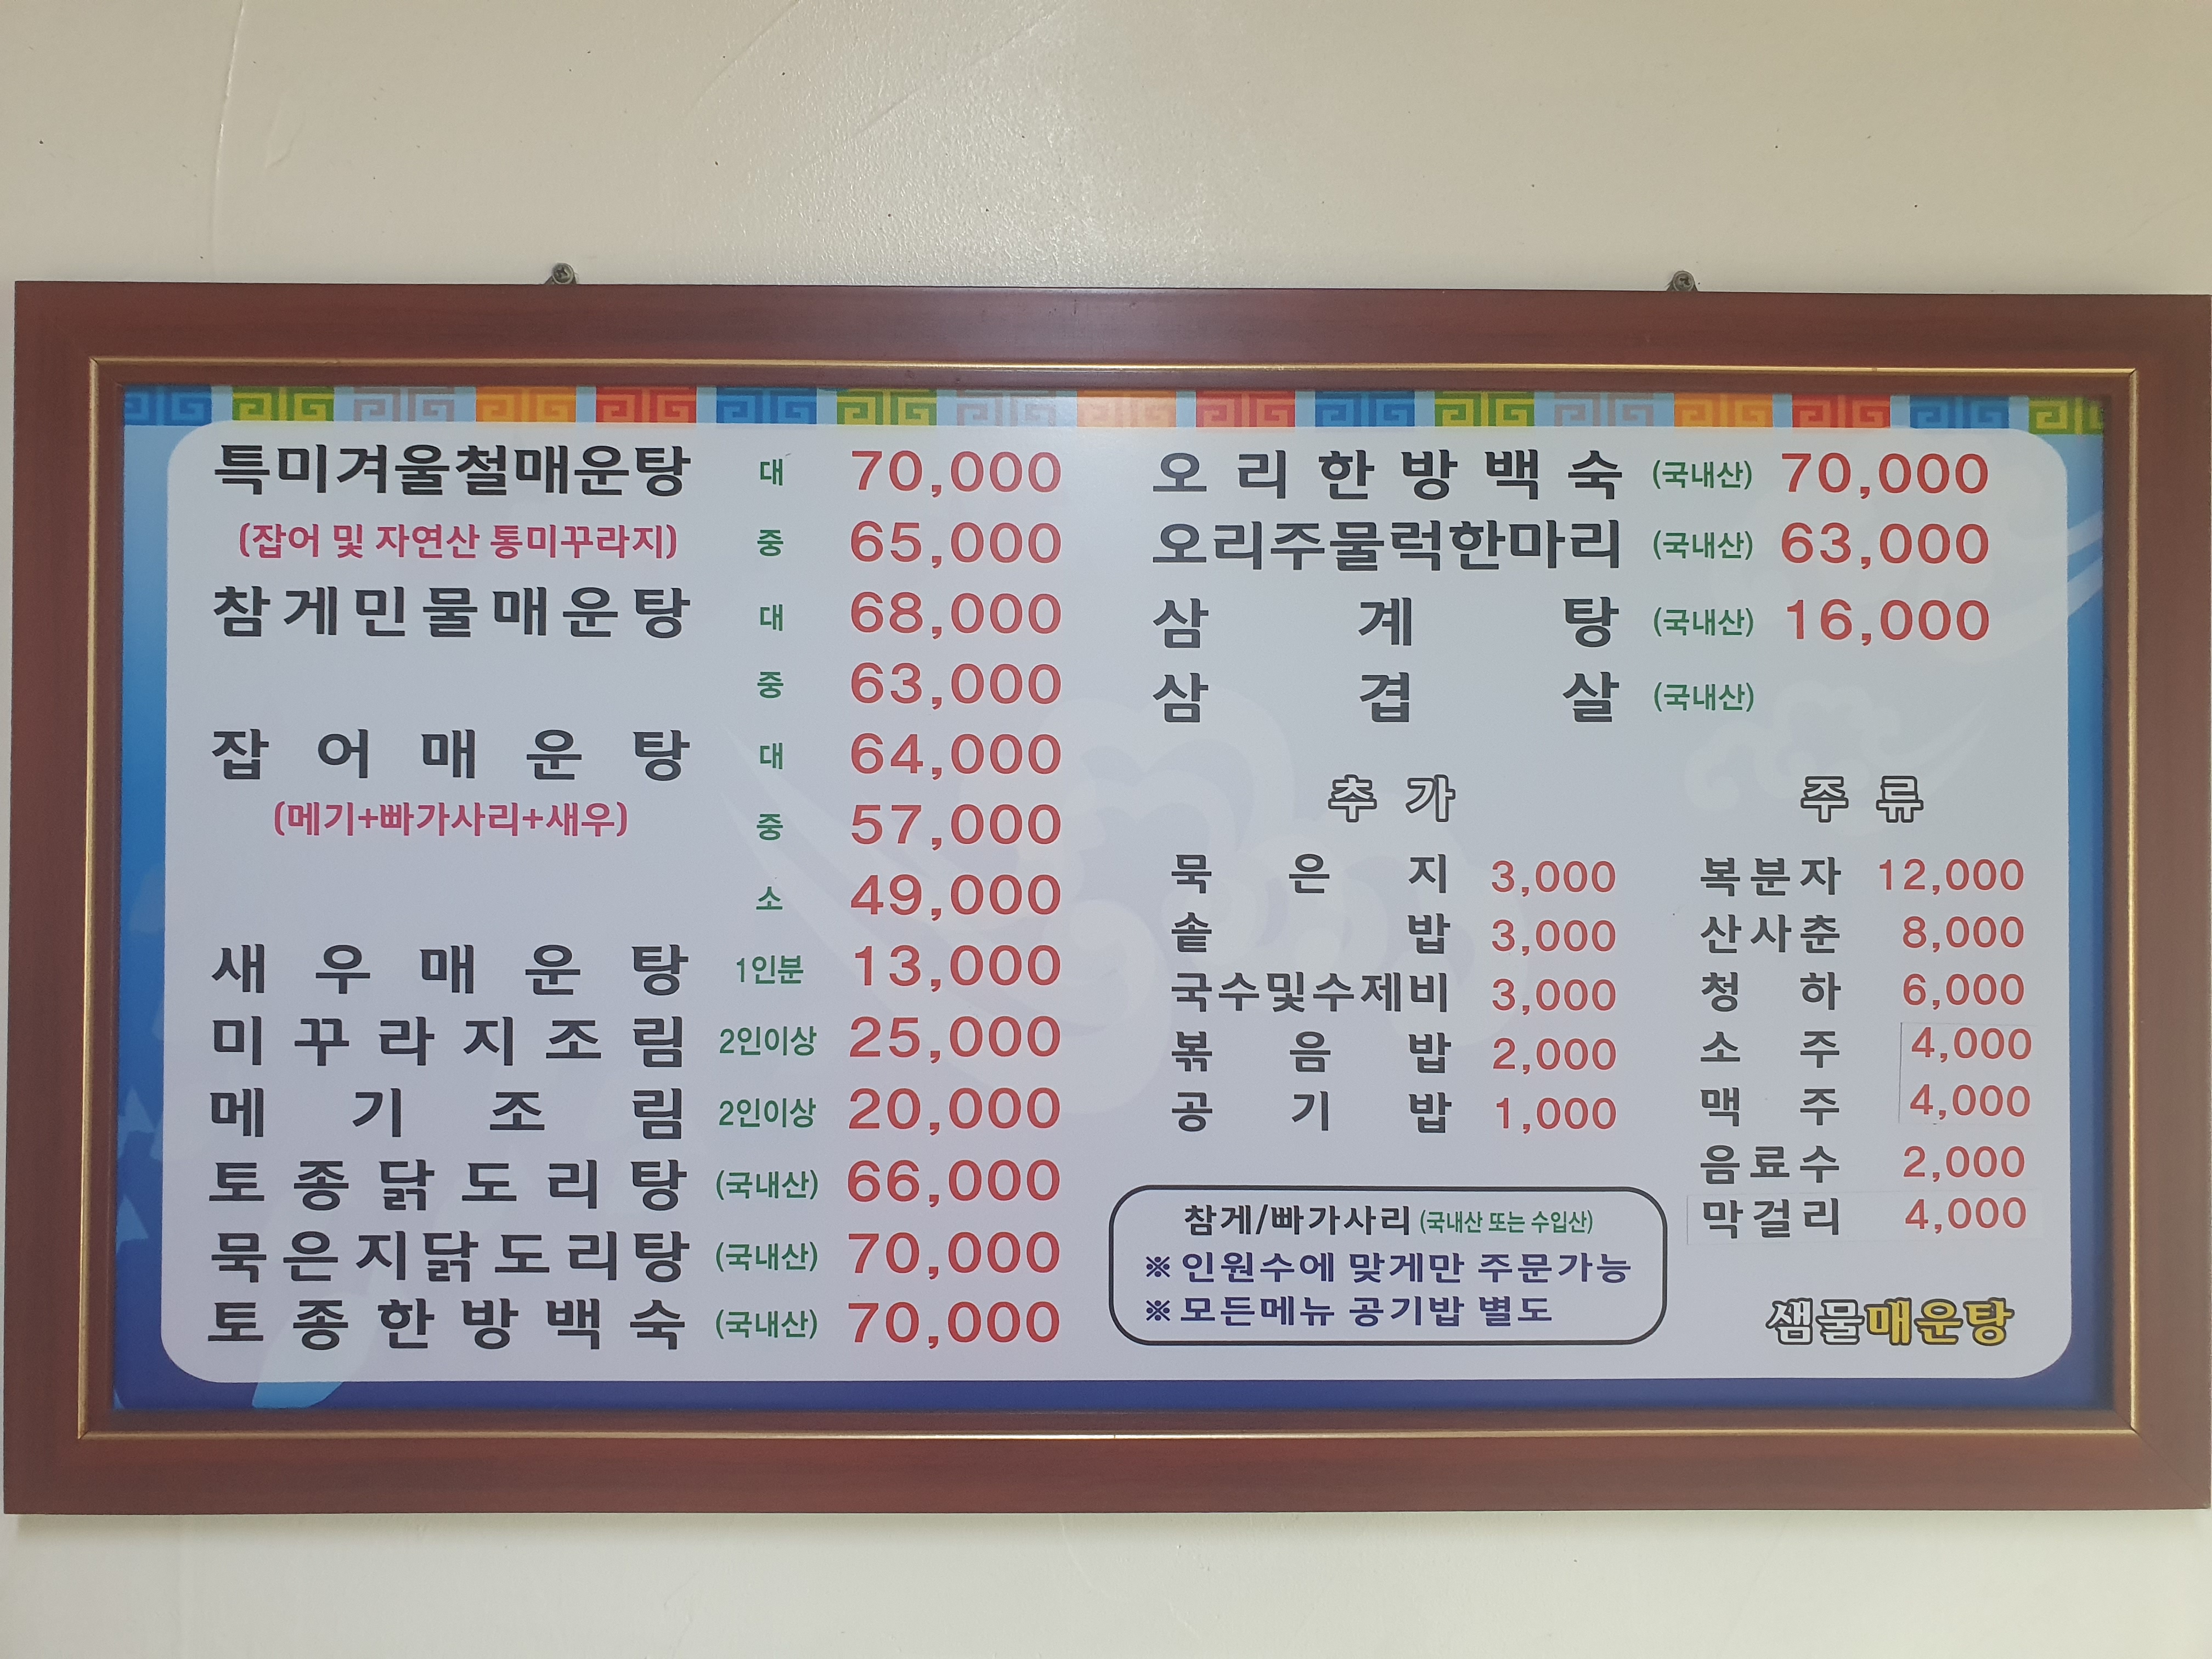 특미겨울철매운탕 대 70,000
(잡어 및 자연산 통미꾸라지) 중 65,000
참게민물매운탕 대 68,000
중 63,000
잡어매운탕 대 64,000
(메기+빠가사리+새우) 중 57,000
소 49,000
새우매운탕 1인분 13,000
미꾸라지조림 2인이상 25,000
메기조림 2인이상 20,000
토종닭도리탕 (국내산) 66,000
묵은지닭도리탕 (국내산) 70,000
토종한방백숙 (국내산) 70,000
오리한방백숙 (국내산) 70,000
오리주물럭한마리 (국내산) 63,000
삼계탕 (국내산) 16,000
삼겹살 (국내산)
추가
묵은지 3,000
솥밥 3,000
국수및수제비 3,000
볶음밥 2,000
공기밥 1,000
주류
복분자 12,000
산사춘 8,000
청하 6,000
소주 4,000
맥주 4,000
음료수 2,000
막걸리 4,000
참게/빠가사리 (국내산 또는 수입산)
※ 인원수에 맞게만 주문가능
※ 모든메뉴 공기밥 별도
샘물매운탕